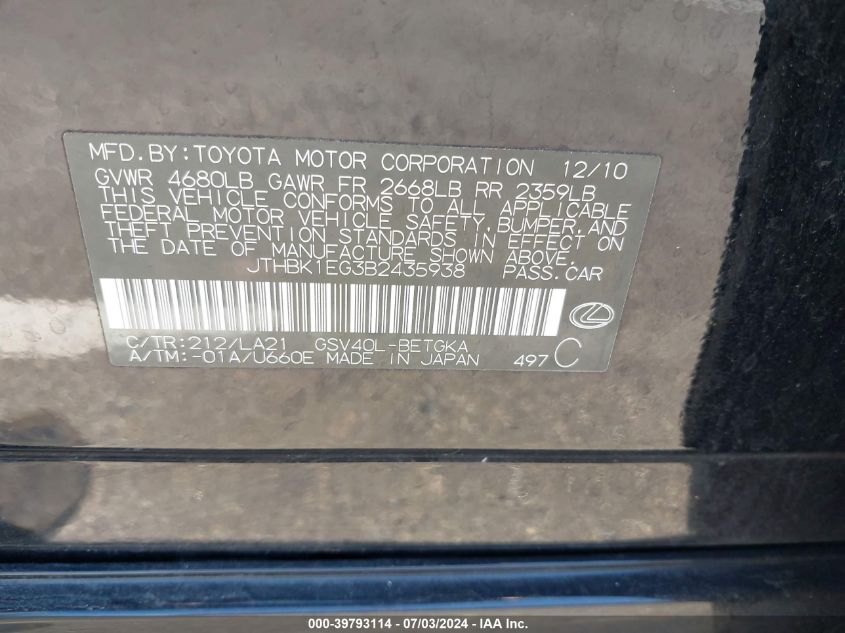 MFD.BY:TOYOTA MOTOR CORPORATION 12/10
GVWR 4680LB GAWR FR 2668LB RR 2359LB
THIS VEHICLE CONFORMS TO ALL APPLICABLE
FEDERAL MOTOR VEHICLE SAFETY,BUMPER,AND
THEFT PREVENTION STANDARDS IN EFFECT ON
THE DATE OF MANUFACTURE SHOWN ABOVE.
JTHBK1EG3B2435938 PASS.CAR
C/TR:212/LA21 GSV40L-BETGKA
A/TM:-01A/U660E MADE IN JAPAN 497 C
000-39793114 | 07/03/2024 - IAA Inc.